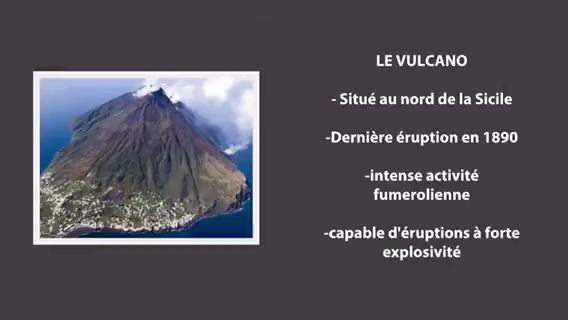 LE VULCANO
- Situé au nord de la Sicile
-Dernière éruption en 1890
-intense activité
fumerolienne
-capable d'éruptions à forte
explosivité